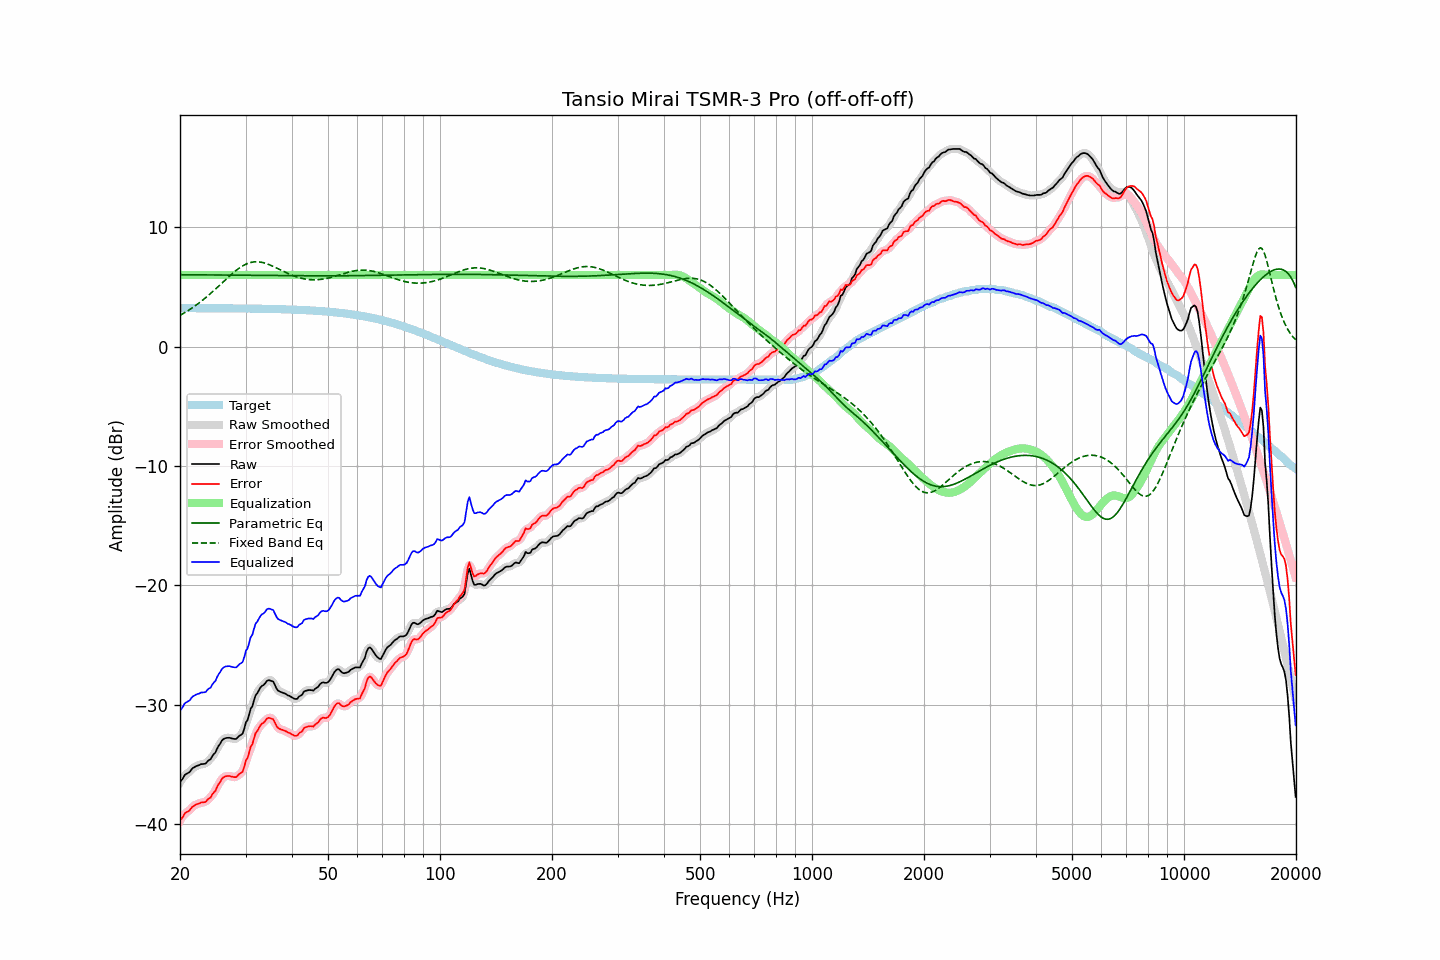 Tansio Mirai TSMR-3 Pro (off-off-off)
Amplitude (dBr)
10
0
−10
−20
−30
−40
Target
Raw Smoothed
Error Smoothed
Raw
Error
Equalization
Parametric Eq
Fixed Band Eq
Equalized
20
50
100
200
500
1000
2000
5000
10000
20000
Frequency (Hz)